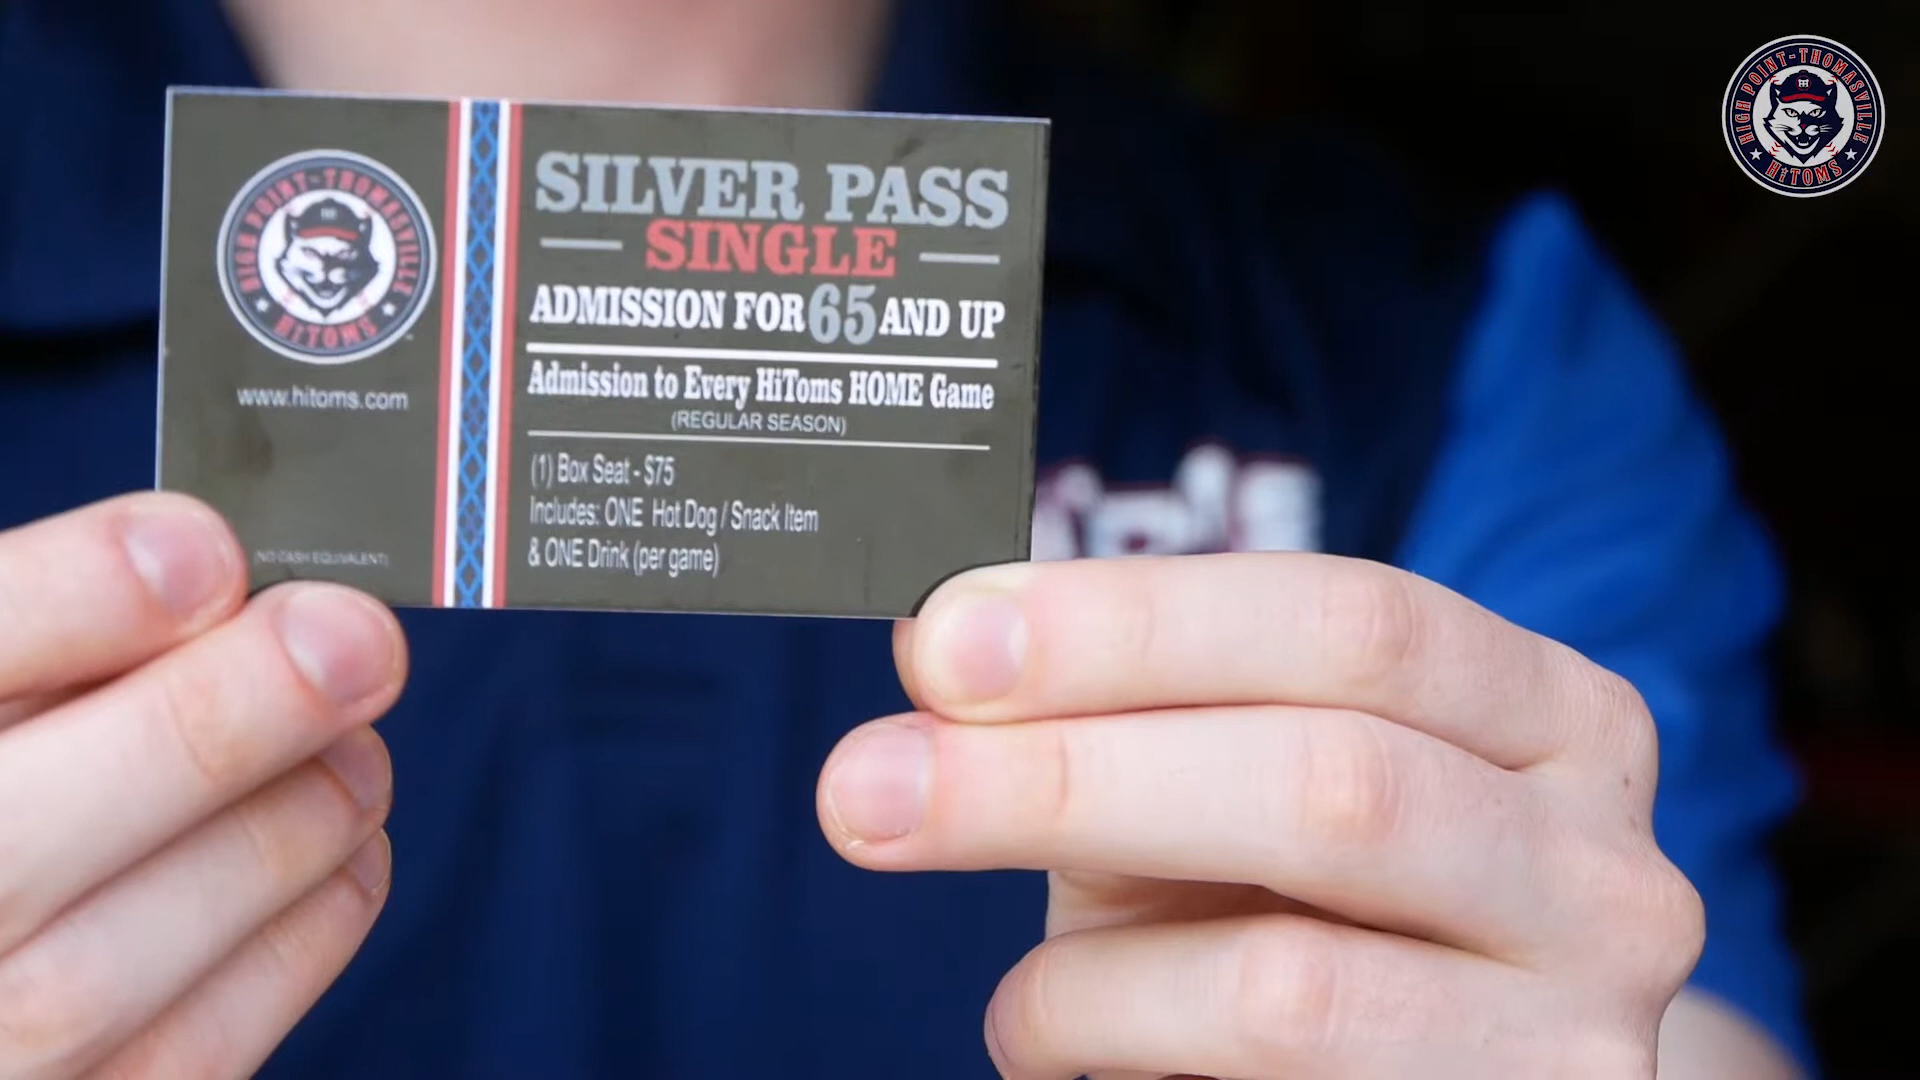 HIGH POINT-THOMASVILLE
HiTOMS
www.hitoms.com
(NO CASH EQUIVALENT)
SILVER PASS
SINGLE
ADMISSION FOR 65 AND UP
Admission to Every HiToms HOME Game
(REGULAR SEASON)
(1) Box Seat - $75
Includes: ONE Hot Dog / Snack Item
& ONE Drink (per game)
HIGH POINT-THOMASVILLE
HiTOMS